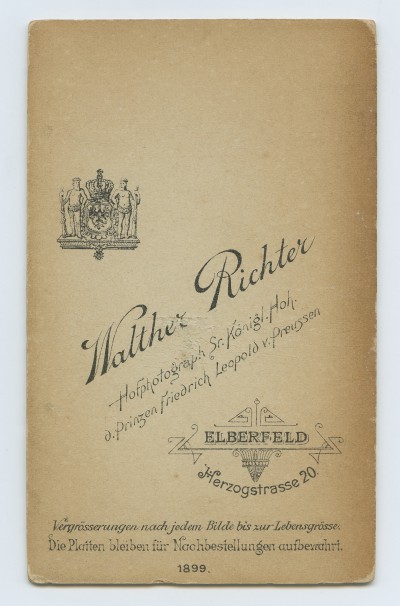 Walther Richter
Hofphotograph Sr. Königl. Hoh.
d. Prinzen Friedrich Leopold v. Preussen
ELBERFELD
Herzogstrasse 20
Vergrösserungen nach jedem Bilde bis zur Lebensgrösse.
Die Platten bleiben für Nachbestellungen aufbewahrt.
1899.